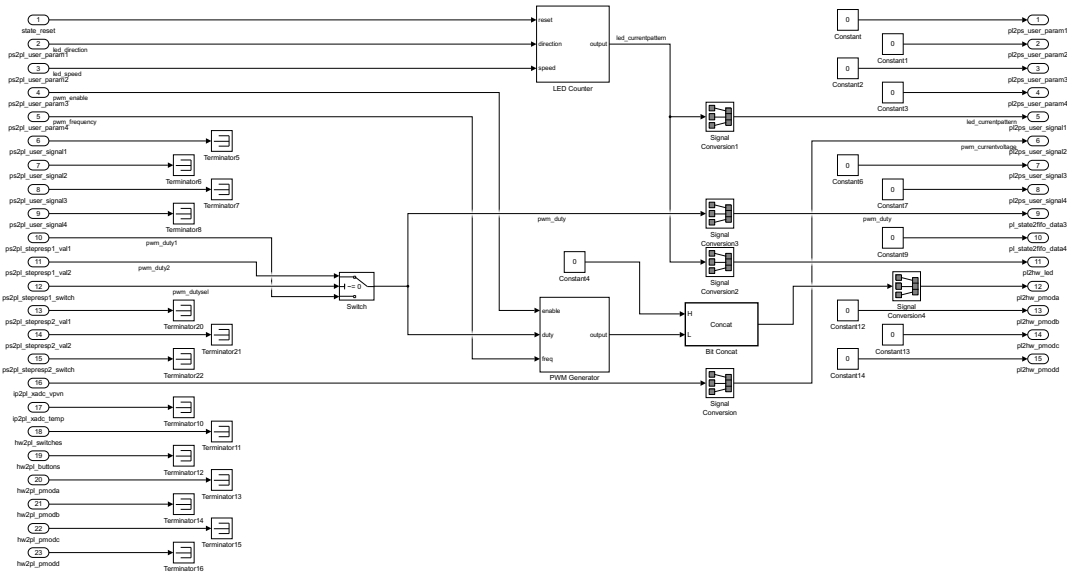 1
state_reset
2
led_direction
ps2pl_user_param1
3
led_speed
ps2pl_user_param2
4
pwm_enable
ps2pl_user_param3
5
pwm_frequency
ps2pl_user_param4
6
ps2pl_user_signal1
7
ps2pl_user_signal2
8
ps2pl_user_signal3
9
ps2pl_user_signal4
10
pwm_duty1
ps2pl_stepresp1_val1
11
pwm_duty2
ps2pl_stepresp1_val2
12
pwm_dutysel
ps2pl_stepresp1_switch
13
ps2pl_stepresp2_val1
14
ps2pl_stepresp2_val2
15
ps2pl_stepresp2_switch
16
ip2pl_xadc_vpvn
17
ip2pl_xadc_temp
18
hw2pl_switches
19
hw2pl_buttons
20
hw2pl_pmoda
21
hw2pl_pmodb
22
hw2pl_pmodc
23
hw2pl_pmodd
Terminator5
Terminator6
Terminator7
Terminator8
Terminator20
Terminator21
Terminator22
Terminator10
Terminator11
Terminator12
Terminator13
Terminator14
Terminator15
Terminator16
~= 0
Switch
reset
direction
speed
output
LED Counter
led_currentpattern
pwm_duty
0
Constant4
enable
duty
freq
output
PWM Generator
H
L
Concat
Bit Concat
Signal
Conversion1
Signal
Conversion3
Signal
Conversion2
Signal
Conversion
Signal
Conversion4
0
Constant
0
Constant1
0
Constant2
0
Constant3
led_currentpattern
pwm_currentvoltage
0
Constant6
0
Constant7
pwm_duty
0
Constant9
0
Constant12
0
Constant13
0
Constant14
1
pl2ps_user_param1
2
pl2ps_user_param2
3
pl2ps_user_param3
4
pl2ps_user_param4
5
pl2ps_user_signal1
6
pl2ps_user_signal2
7
pl2ps_user_signal3
8
pl2ps_user_signal4
9
pl_state2fifo_data3
10
pl_state2fifo_data4
11
pl2hw_led
12
pl2hw_pmoda
13
pl2hw_pmodb
14
pl2hw_pmodc
15
pl2hw_pmodd